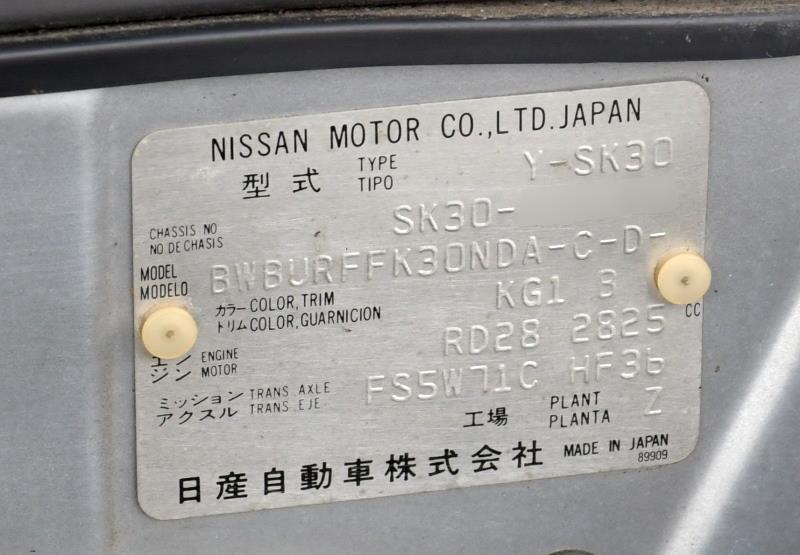 NISSAN MOTOR CO.,LTD.JAPAN
型式 TYPE TIPO Y-SK30
CHASSIS NO
NO DE CHASIS SK30-
MODEL
MODELO BWBURFFK30NDA-C-D-
カラー COLOR, TRIM
トリム COLOR, GUARNICION KG1 3
エン ENGINE
ジン MOTOR RD28 2825 CC
ミッション TRANS. AXLE
アクスル TRANS. EJE FS5W71C HF36
工場 PLANT PLANTA Z
日産自動車株式会社 MADE IN JAPAN
89909